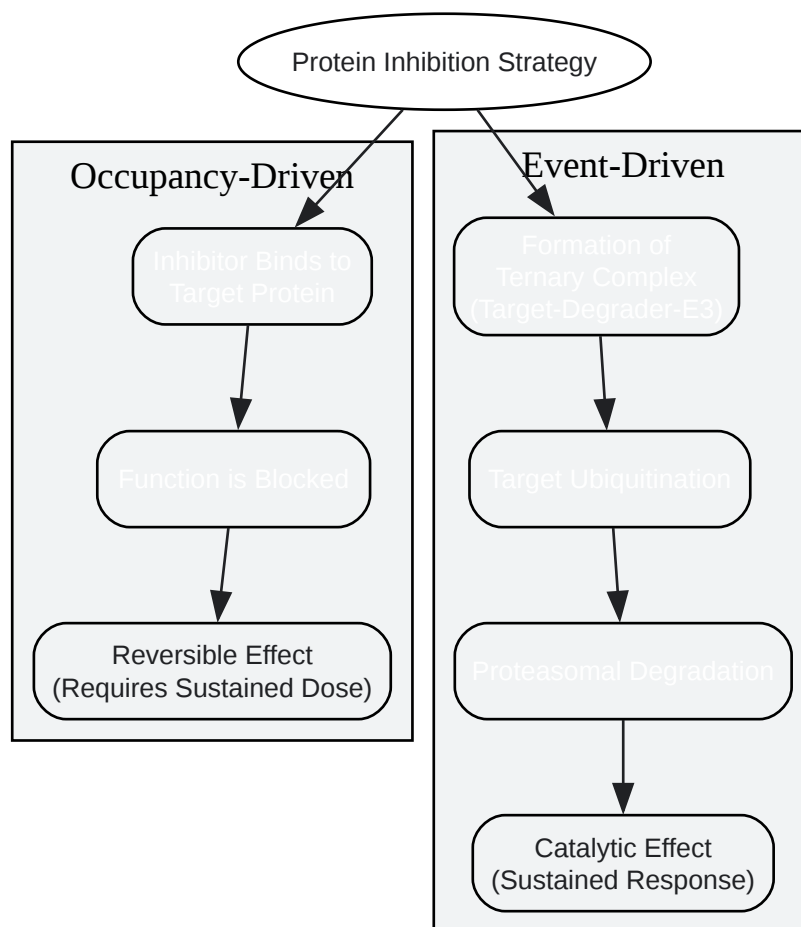 Protein Inhibition Strategy
Occupancy-Driven
Inhibitor Binds to
Target Protein
Function is Blocked
Reversible Effect
(Requires Sustained Dose)
Event-Driven
Formation of
Ternary Complex
(Target-Degrader-E3)
Target Ubiquitination
Proteasomal Degradation
Catalytic Effect
(Sustained Response)